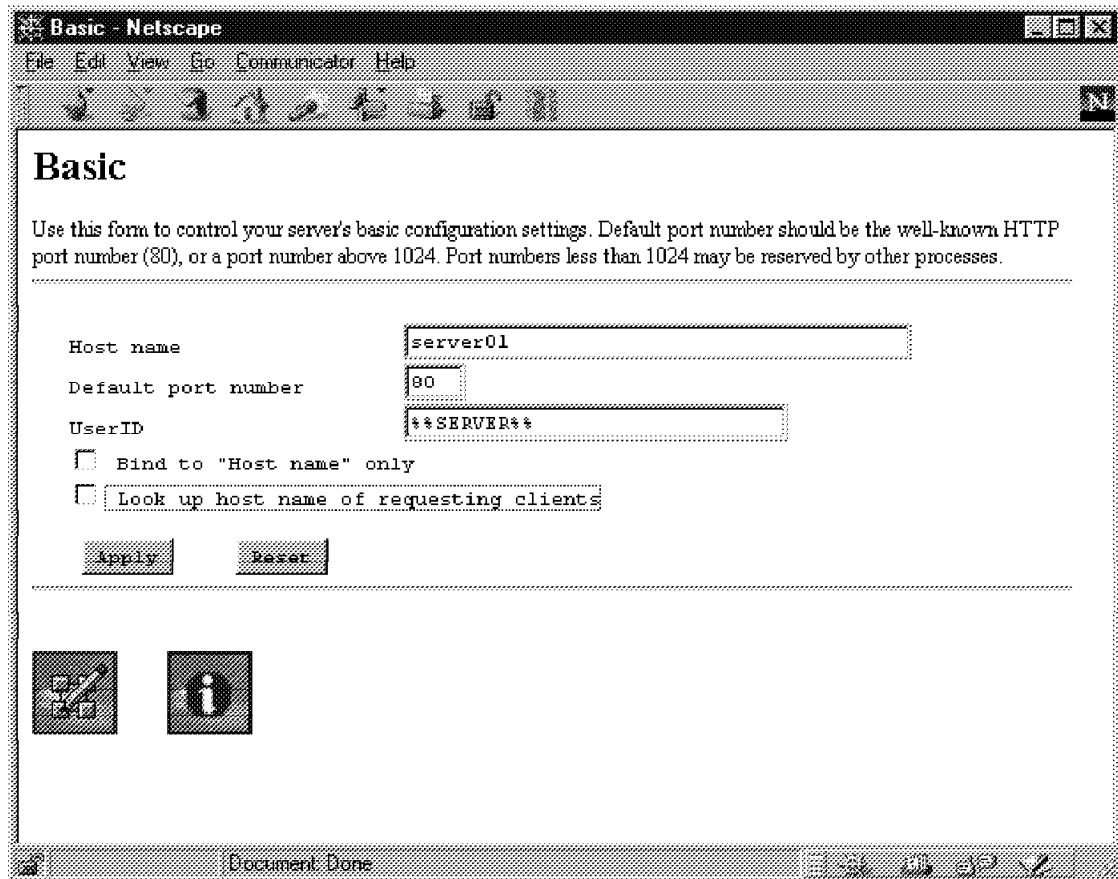 Basic - Netscape
File Edit View Go Communicator Help
N
Basic
Use this form to control your server's basic configuration settings. Default port number should be the well-known HTTP
port number (80), or a port number above 1024. Port numbers less than 1024 may be reserved by other processes.
Host name server01
Default port number 80
UserID %%SERVER%%
Bind to "Host name" only
Look up host name of requesting clients
Apply Reset
i
Document: Done